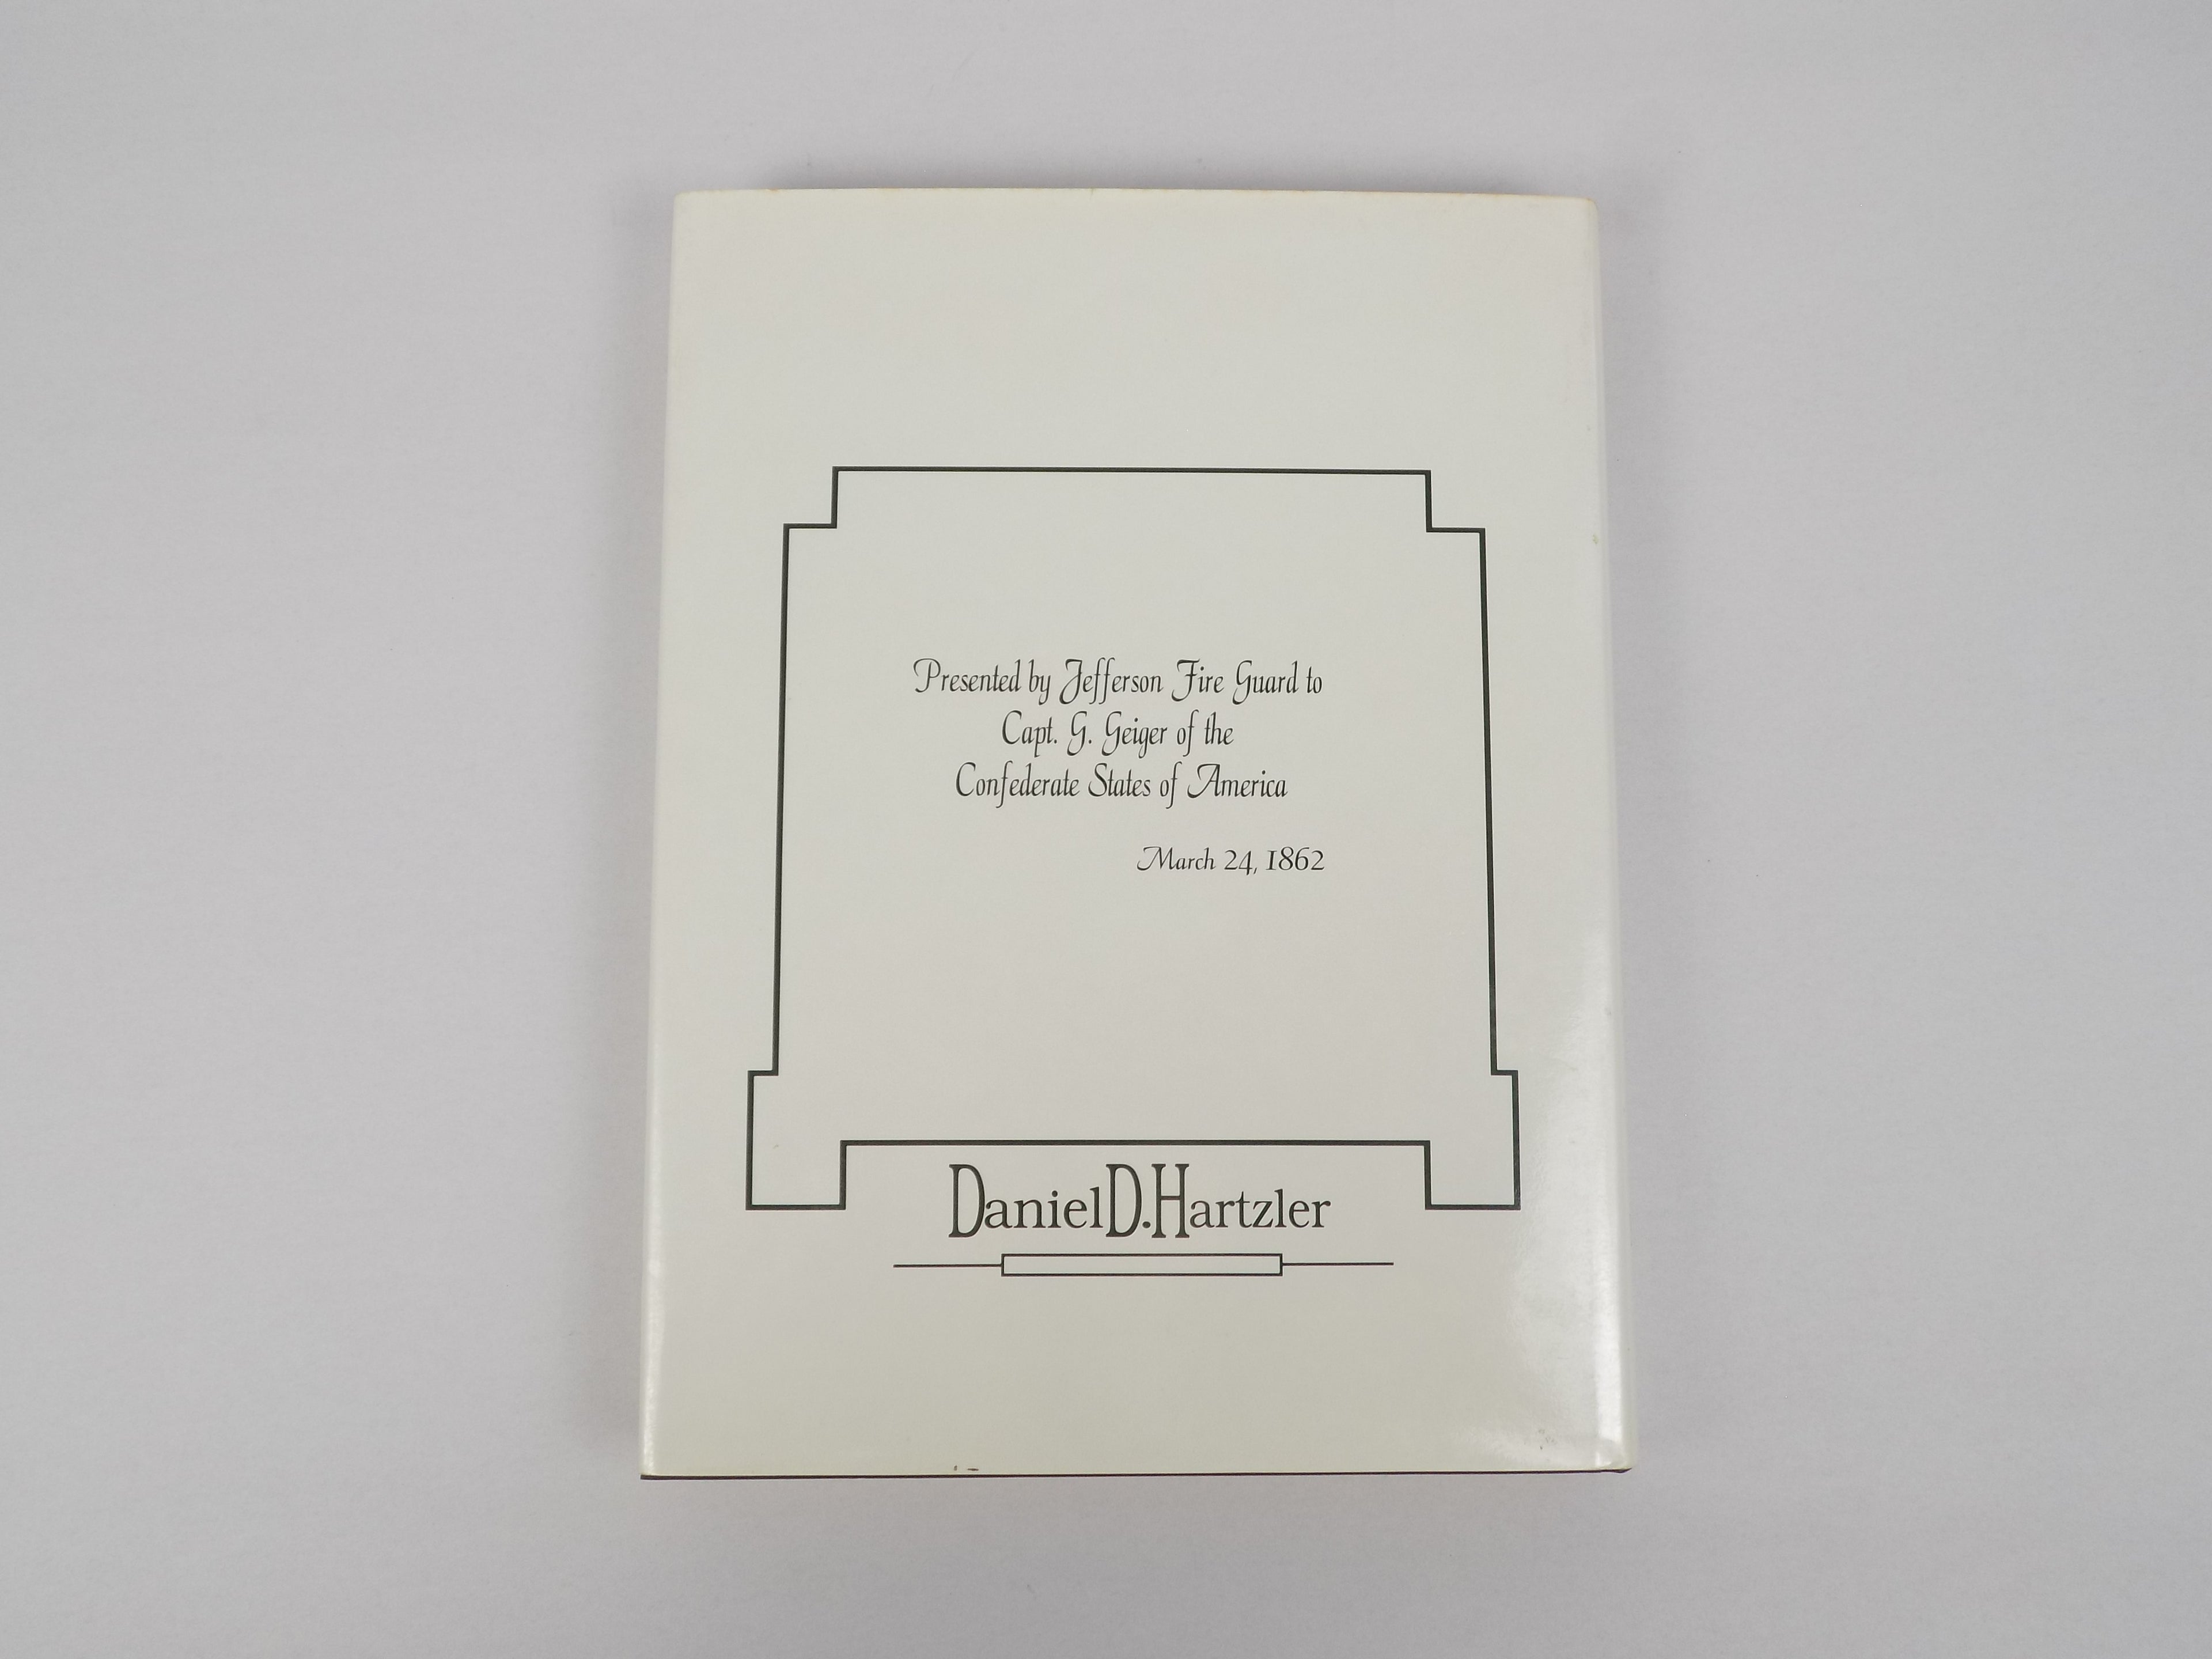 Presented by Jefferson Fire Guard to
Capt. G. Geiger of the
Confederate States of America
March 24, 1862
Daniel D. Hartzler